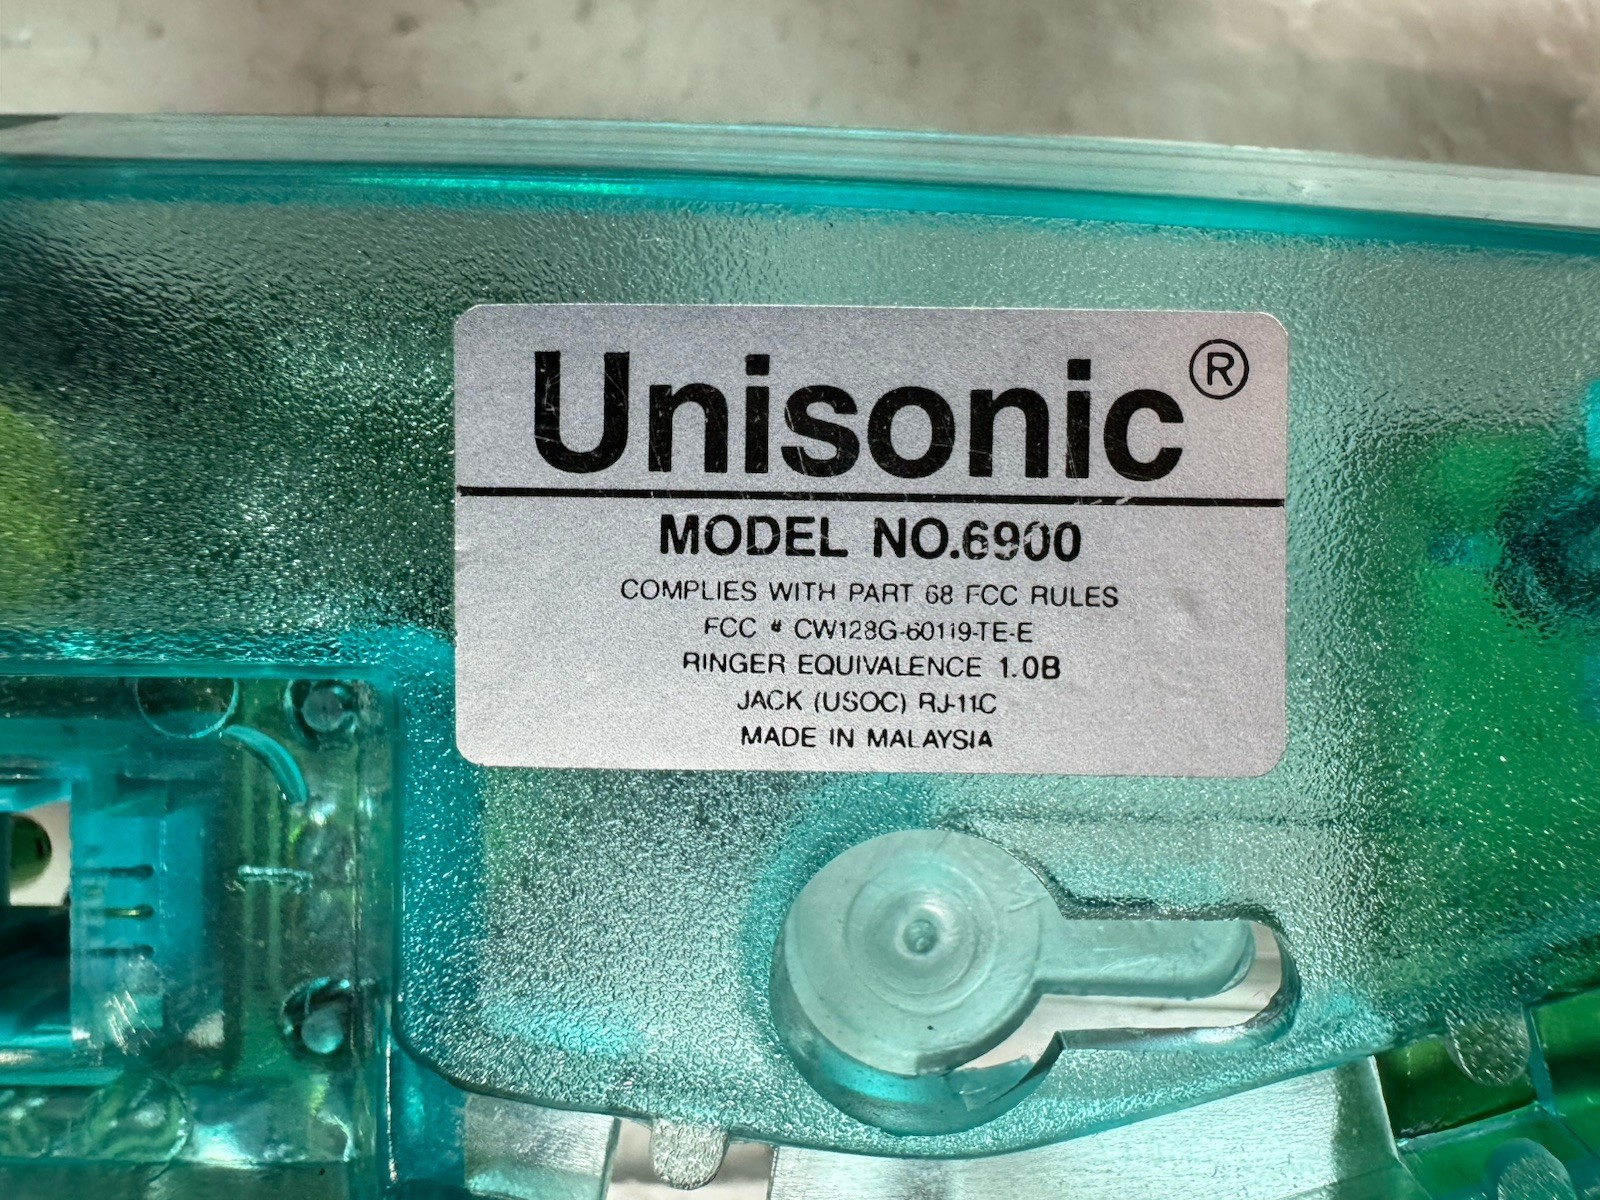 Unisonic®
MODEL NO.6900
COMPLIES WITH PART 68 FCC RULES
FCC # CW128G-60119-TE-E
RINGER EQUIVALENCE 1.0B
JACK (USOC) RJ-11C
MADE IN MALAYSIA